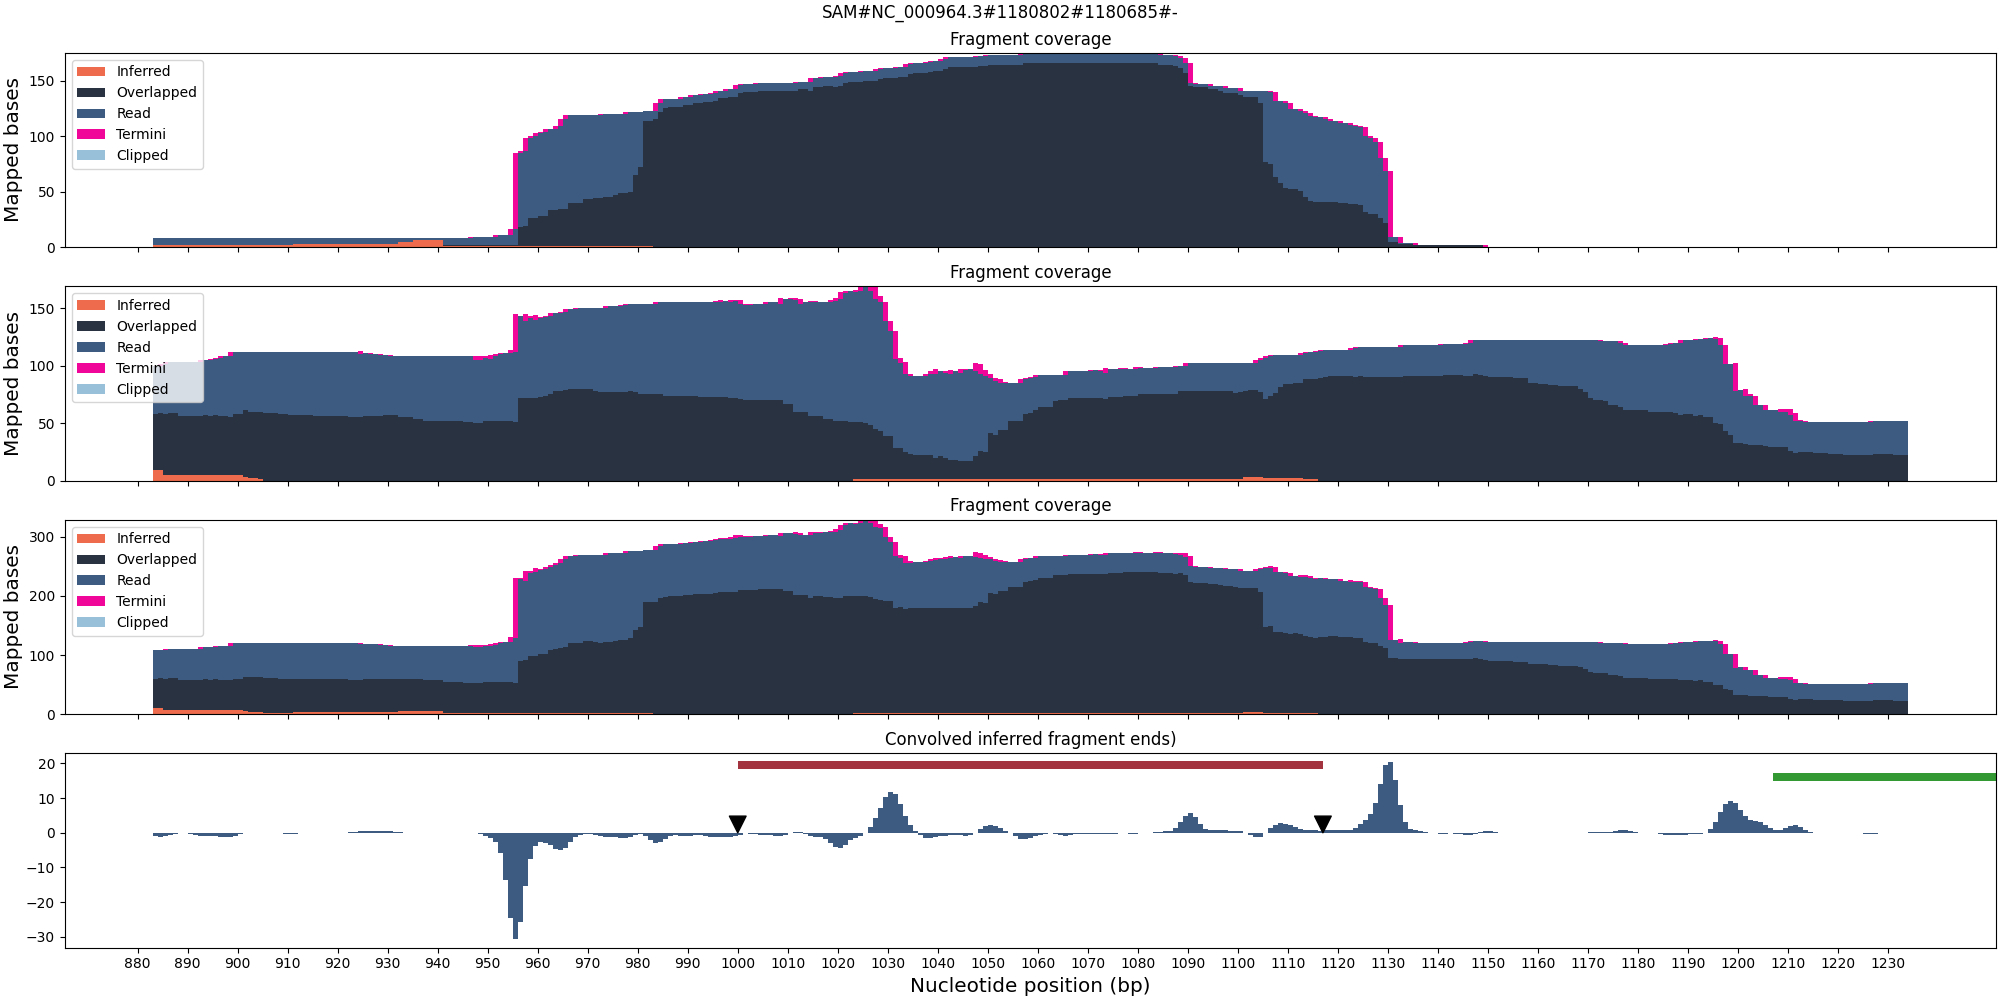 SAM#NC_000964.3#1180802#1180685#-
Fragment coverage
Mapped bases
150
100
50
0
Inferred
Overlapped
Read
Termini
Clipped
Fragment coverage
Mapped bases
150
100
50
0
Inferred
Overlapped
Read
Termini
Clipped
Fragment coverage
Mapped bases
300
200
100
0
Inferred
Overlapped
Read
Termini
Clipped
Convolved inferred fragment ends)
20
10
0
−10
−20
−30
880 890 900 910 920 930 940 950 960 970 980 990 1000 1010 1020 1030 1040 1050 1060 1070 1080 1090 1100 1110 1120 1130 1140 1150 1160 1170 1180 1190 1200 1210 1220 1230
Nucleotide position (bp)